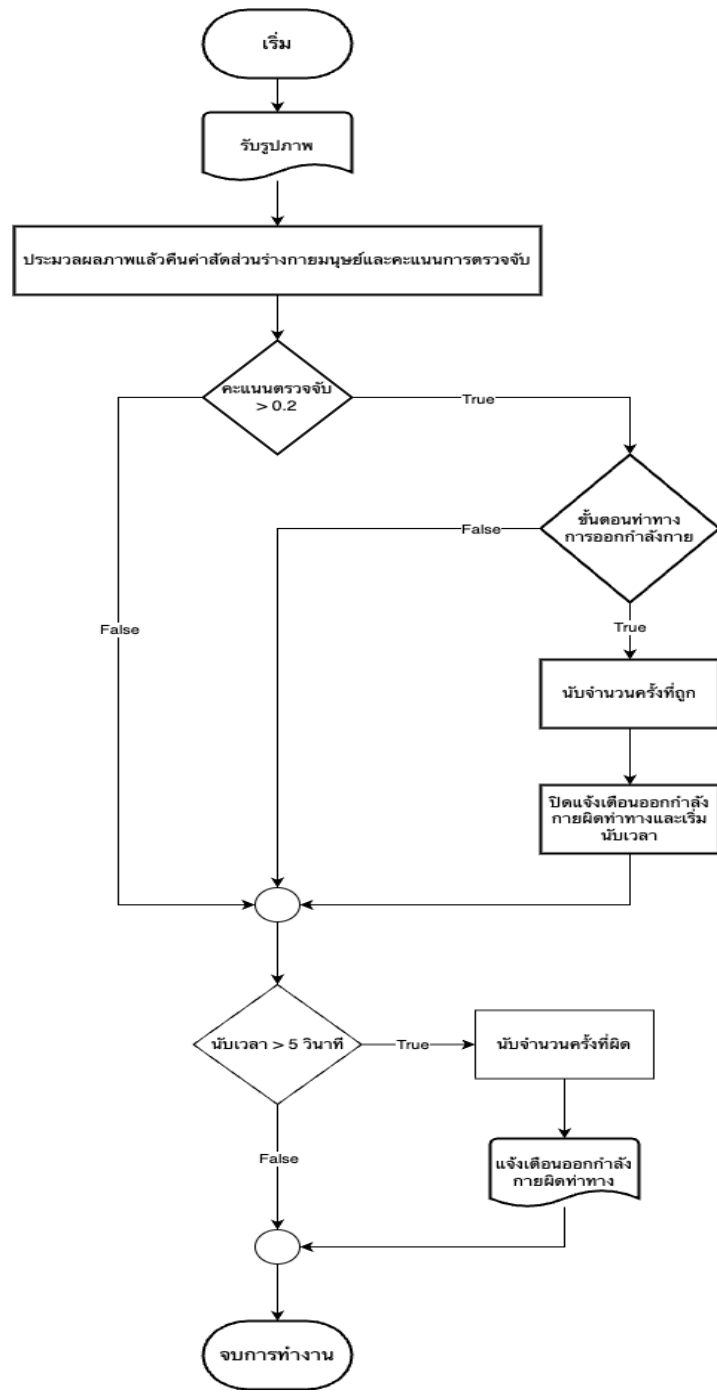 เริ่ม
รับรูปภาพ
ประมวลผลภาพแล้วคืนค่าสัดส่วนร่างกายมนุษย์และคะแนนการตรวจจับ
คะแนนตรวจจับ
> 0.2
True
ขั้นตอนท่าทาง
การออกกำลังกาย
False
False
True
นับจำนวนครั้งที่ถูก
ปิดแจ้งเตือนออกกำลัง
กายผิดท่าทางและเริ่ม
นับเวลา
นับเวลา > 5 วินาที
True
นับจำนวนครั้งที่ผิด
False
แจ้งเตือนออกกำลัง
กายผิดท่าทาง
จบการทำงาน